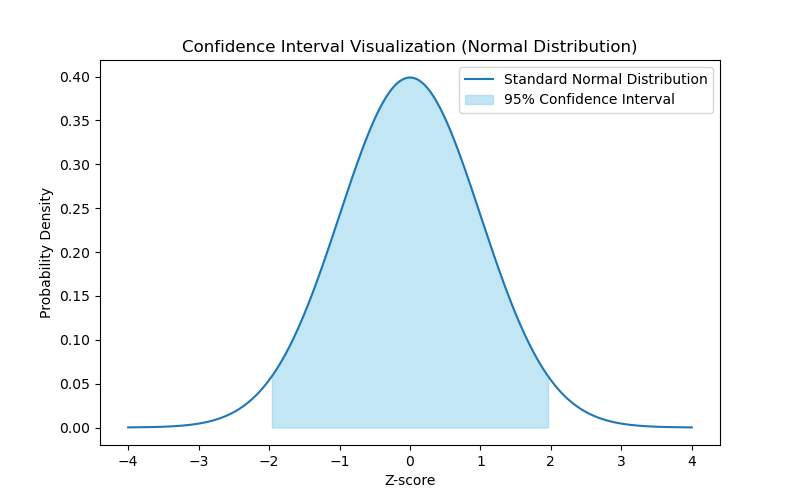 Confidence Interval Visualization (Normal Distribution)
Standard Normal Distribution
95% Confidence Interval
Probability Density
0.40
0.35
0.30
0.25
0.20
0.15
0.10
0.05
0.00
−4 −3 −2 −1 0 1 2 3 4
Z-score